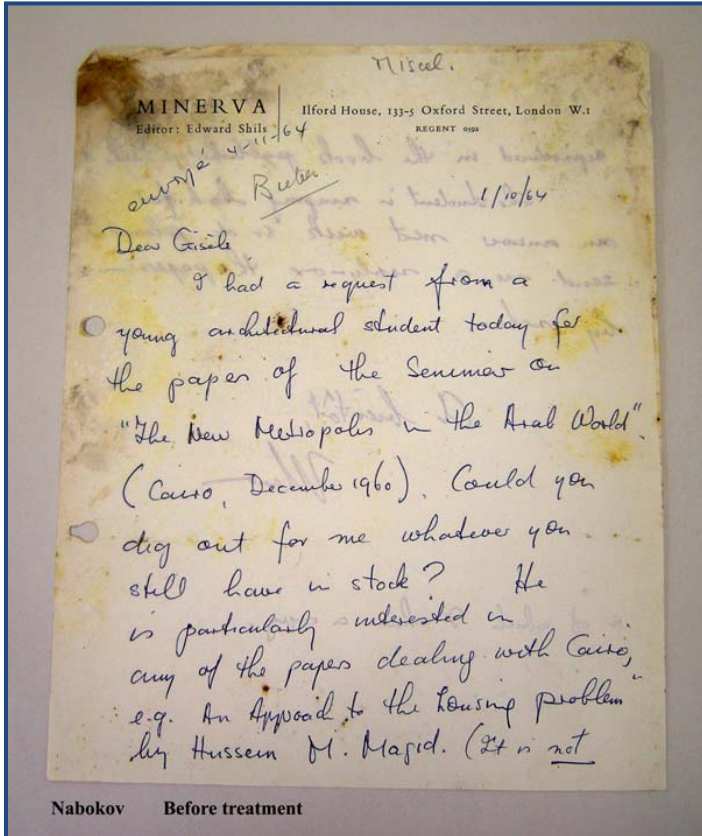 Miscel.
MINERVA
Editor: Edward Shils
Ilford House, 133-5 Oxford Street, London W.1
REGENT 0592
envoyé 4-11-64
1/10/64
Dear Gisèle
I had a request from a
young architectural student today for
the paper of the Seminar on
"The New Metropolis in the Arab World"
(Cairo, December 1960). Could you
dig out for me whatever you
still have in stock? He
is particularly interested in
any of the papers dealing with Cairo,
e.g. An Approach to the housing problem"
by Hussein M. Magid. (It is not
Nabokov Before treatment